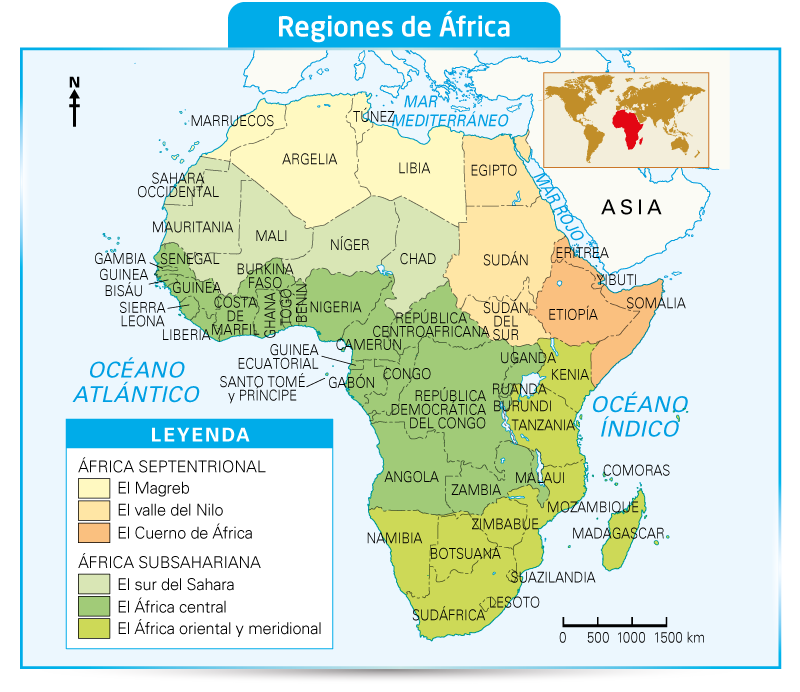 Regiones de África
N
MAR
MEDITERRÁNEO
MARRUECOS
TÚNEZ
ARGELIA
LIBIA
EGIPTO
MAR ROJO
ASIA
SAHARA
OCCIDENTAL
MAURITANIA
MALI
NÍGER
CHAD
SUDÁN
ERITREA
YIBUTI
GAMBIA
SENEGAL
GUINEA
BISÁU
GUINEA
BURKINA
FASO
SIERRA
LEONA
LIBERIA
COSTA
DE
MARFIL
GHANA
TOGO
BENÍN
NIGERIA
REPÚBLICA
CENTROAFRICANA
SUDÁN
DEL
SUR
ETIOPÍA
SOMALIA
CAMERÚN
GUINEA
ECUATORIAL
SANTO TOMÉ
y PRÍNCIPE
GABÓN
CONGO
UGANDA
KENIA
RUANDA
BURUNDI
REPÚBLICA
DEMOCRÁTICA
DEL CONGO
TANZANIA
OCÉANO
ATLÁNTICO
OCÉANO
ÍNDICO
ANGOLA
ZAMBIA
MALAUI
COMORAS
MOZAMBIQUE
MADAGASCAR
NAMIBIA
ZIMBABUE
BOTSUANA
SUAZILANDIA
LESOTO
SUDÁFRICA
LEYENDA
ÁFRICA SEPTENTRIONAL
El Magreb
El valle del Nilo
El Cuerno de África
ÁFRICA SUBSAHARIANA
El sur del Sahara
El África central
El África oriental y meridional
0 500 1000 1500 km